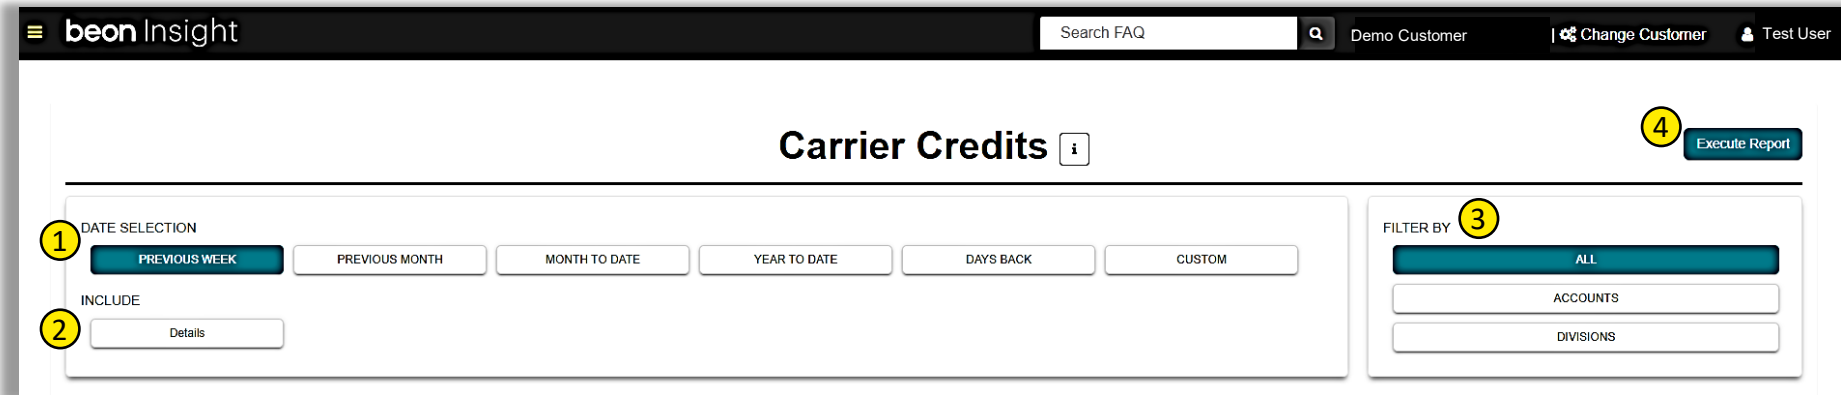 beon Insight
Search FAQ
Demo Customer
| Change Customer
Test User
Carrier Credits i
4
Execute Report
1
DATE SELECTION
PREVIOUS WEEK
PREVIOUS MONTH
MONTH TO DATE
YEAR TO DATE
DAYS BACK
CUSTOM
2
INCLUDE
Details
FILTER BY
3
ALL
ACCOUNTS
DIVISIONS